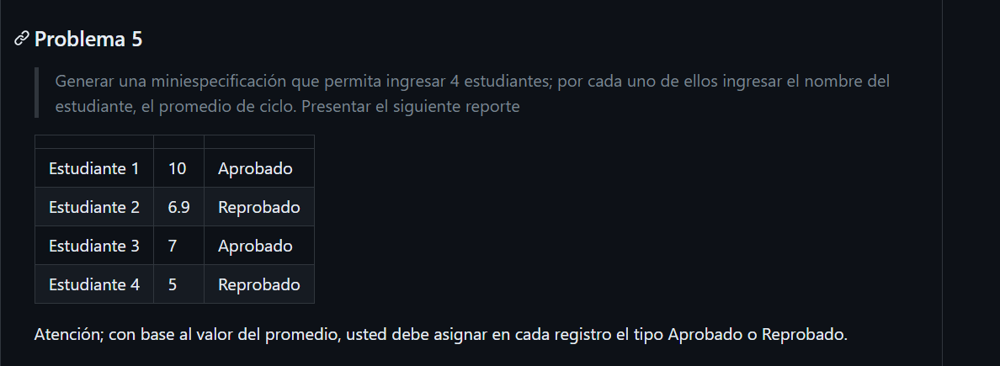 Problema 5
Generar una miniespecificación que permita ingresar 4 estudiantes; por cada uno de ellos ingresar el nombre del
estudiante, el promedio de ciclo. Presentar el siguiente reporte
Estudiante 1 10 Aprobado
Estudiante 2 6.9 Reprobado
Estudiante 3 7 Aprobado
Estudiante 4 5 Reprobado
Atención; con base al valor del promedio, usted debe asignar en cada registro el tipo Aprobado o Reprobado.